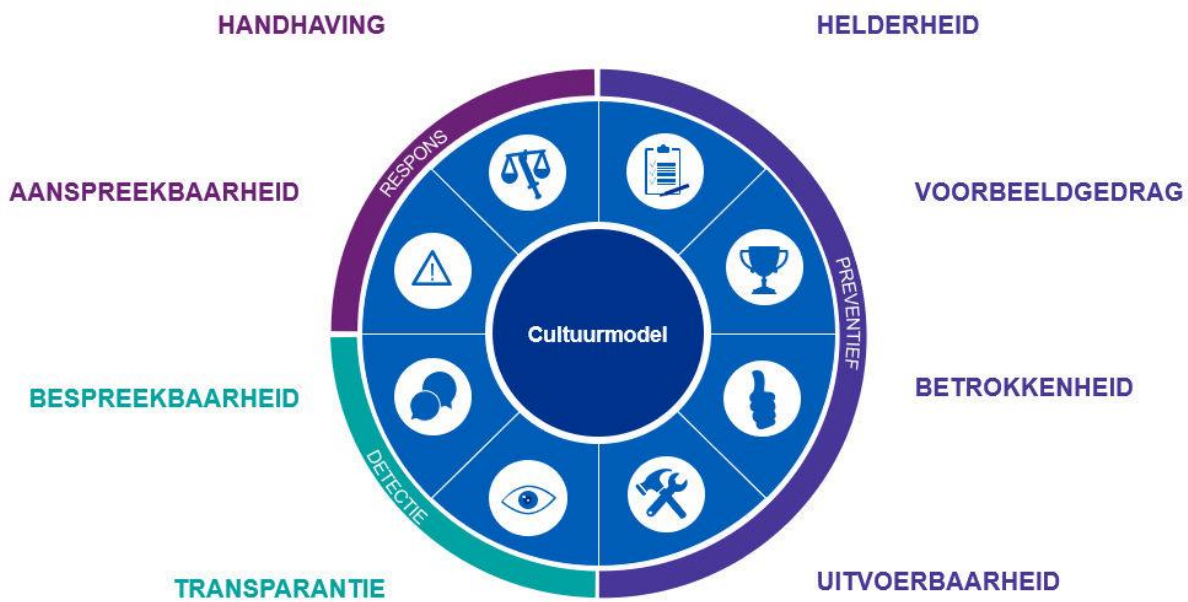 HANDHAVING
HELDERHEID
RESPONS
AANSPREEKBAARHEID
VOORBEELDGEDRAG
PREVENTIEF
Cultuurmodel
BESPREEKBAARHEID
BETROKKENHEID
DETECTIE
TRANSPARANTIE
UITVOERBAARHEID